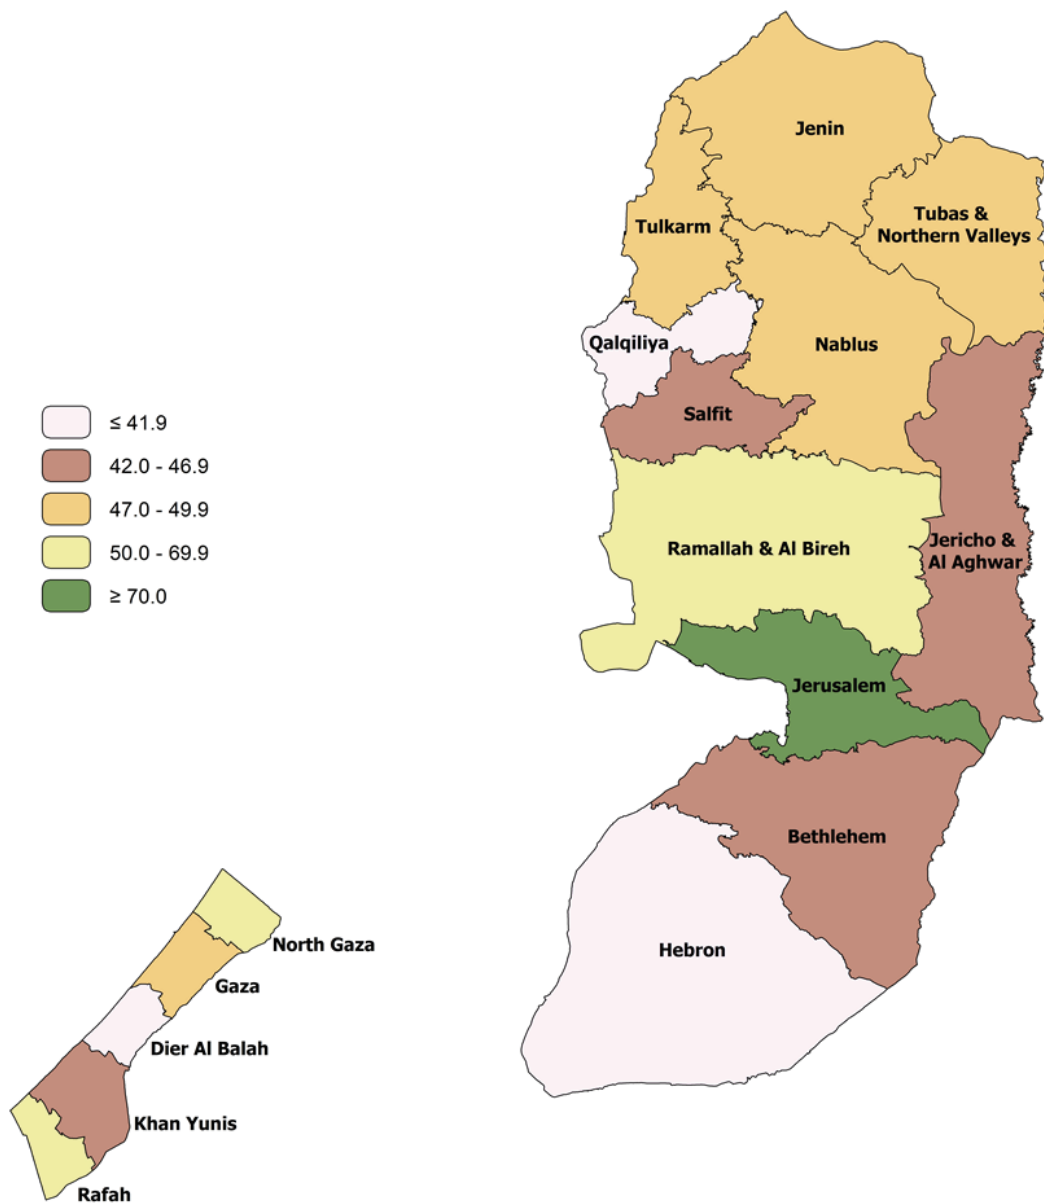 Jenin
Tubas &
Northern Valleys
Tulkarm
Qalqiliya
Nablus
Salfit
≤ 41.9
42.0 - 46.9
47.0 - 49.9
50.0 - 69.9
≥ 70.0
Ramallah & Al Bireh
Jericho &
Al Aghwar
Jerusalem
Bethlehem
Hebron
North Gaza
Gaza
Dier Al Balah
Khan Yunis
Rafah